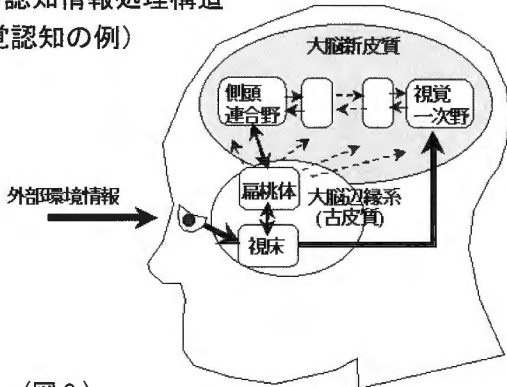 認知情報処理構造
覚認知の例）
大脳新皮質
側頭
連合野
視覚
一次野
外部環境情報
扁桃体
大脳辺縁系
(古皮質)
視床